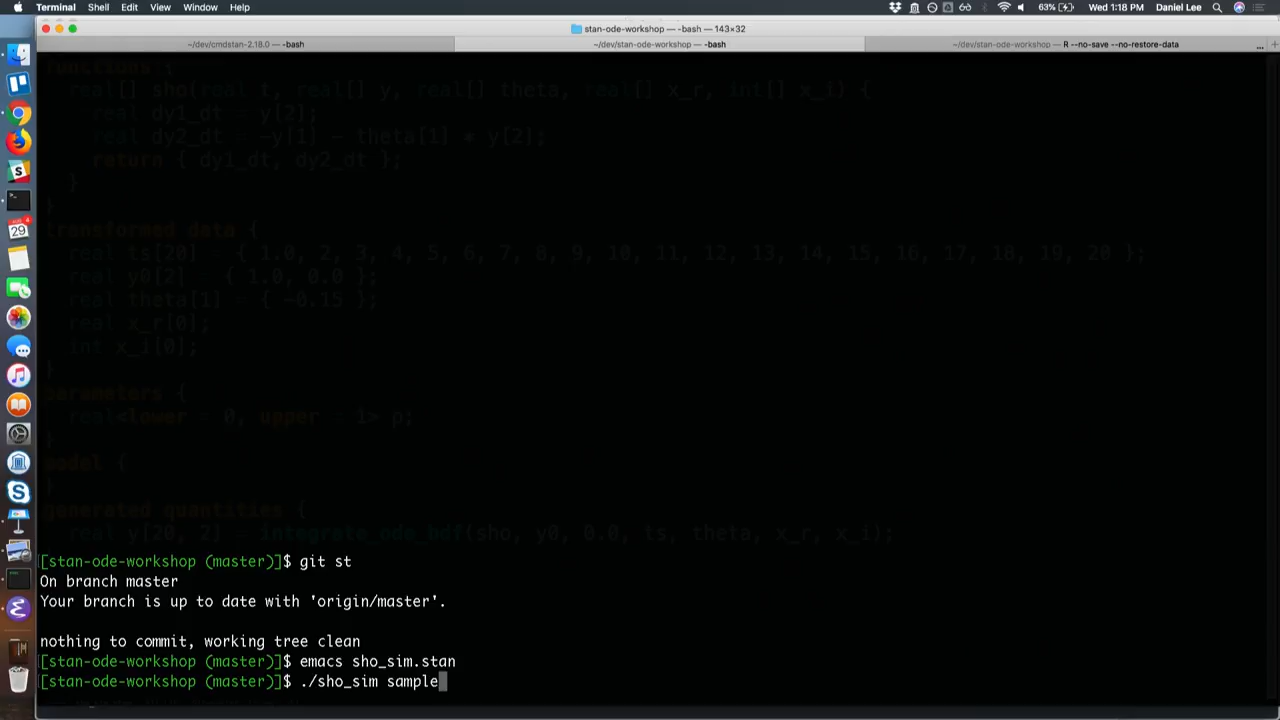 Terminal Shell Edit View Window Help 63% Wed 1:18 PM Daniel Lee
stan-ode-workshop — -bash — 143×32
~/dev/cmdstan-2.18.0 — -bash ~/dev/stan-ode-workshop — -bash ~/dev/stan-ode-workshop — R --no-save --no-restore-data ...
functions {
real[] sho(real t, real[] y, real[] theta, real[] x_r, int[] x_i) {
real dy1_dt = y[2];
real dy2_dt = -y[1] - theta[1] * y[2];
return { dy1_dt, dy2_dt };
}
}
transformed data {
real ts[20] = { 1.0, 2, 3, 4, 5, 6, 7, 8, 9, 10, 11, 12, 13, 14, 15, 16, 17, 18, 19, 20 };
real y0[2] = { 1.0, 0.0 };
real theta[1] = { -0.15 };
real x_r[0];
int x_i[0];
}
parameters {
real<lower = 0, upper = 1> p;
}
model {
}
generated quantities {
real y[20, 2] = integrate_ode_bdf(sho, y0, 0.0, ts, theta, x_r, x_i);
[stan-ode-workshop (master)]$ git st
On branch master
Your branch is up to date with 'origin/master'.
nothing to commit, working tree clean
[stan-ode-workshop (master)]$ emacs sho_sim.stan
[stan-ode-workshop (master)]$ ./sho_sim sample
29